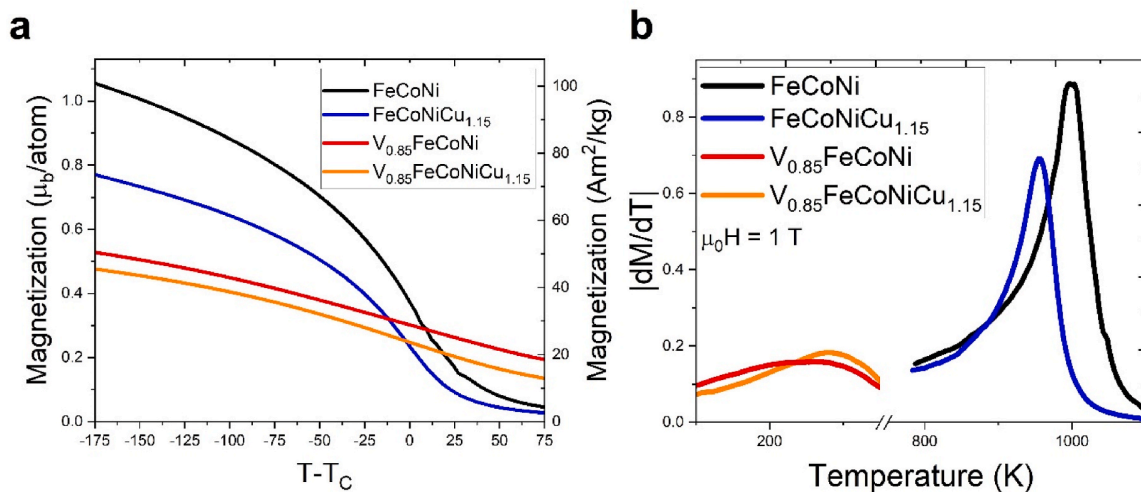 a
Magnetization (μb/atom)
1.0
0.8
0.6
0.4
0.2
0.0
-175 -150 -125 -100 -75 -50 -25 0 25 50 75
T-TC
FeCoNi
FeCoNiCu1.15
V0.85FeCoNi
V0.85FeCoNiCu1.15
100
80
60
40
20
0
Magnetization (Am2/kg)
b
|dM/dT|
0.8
0.6
0.4
0.2
0.0
FeCoNi
FeCoNiCu1.15
V0.85FeCoNi
V0.85FeCoNiCu1.15
μ0H = 1 T
200 800 1000
Temperature (K)